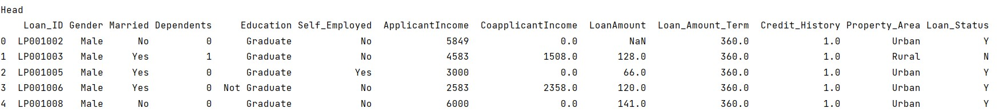 Head
Loan_ID Gender Married Dependents Education Self_Employed ApplicantIncome CoapplicantIncome LoanAmount Loan_Amount_Term Credit_History Property_Area Loan_Status
0 LP001002 Male No 0 Graduate No 5849 0.0 NaN 360.0 1.0 Urban Y
1 LP001003 Male Yes 1 Graduate No 4583 1508.0 128.0 360.0 1.0 Rural N
2 LP001005 Male Yes 0 Graduate Yes 3000 0.0 66.0 360.0 1.0 Urban Y
3 LP001006 Male Yes 0 Not Graduate No 2583 2358.0 120.0 360.0 1.0 Urban Y
4 LP001008 Male No 0 Graduate No 6000 0.0 141.0 360.0 1.0 Urban Y